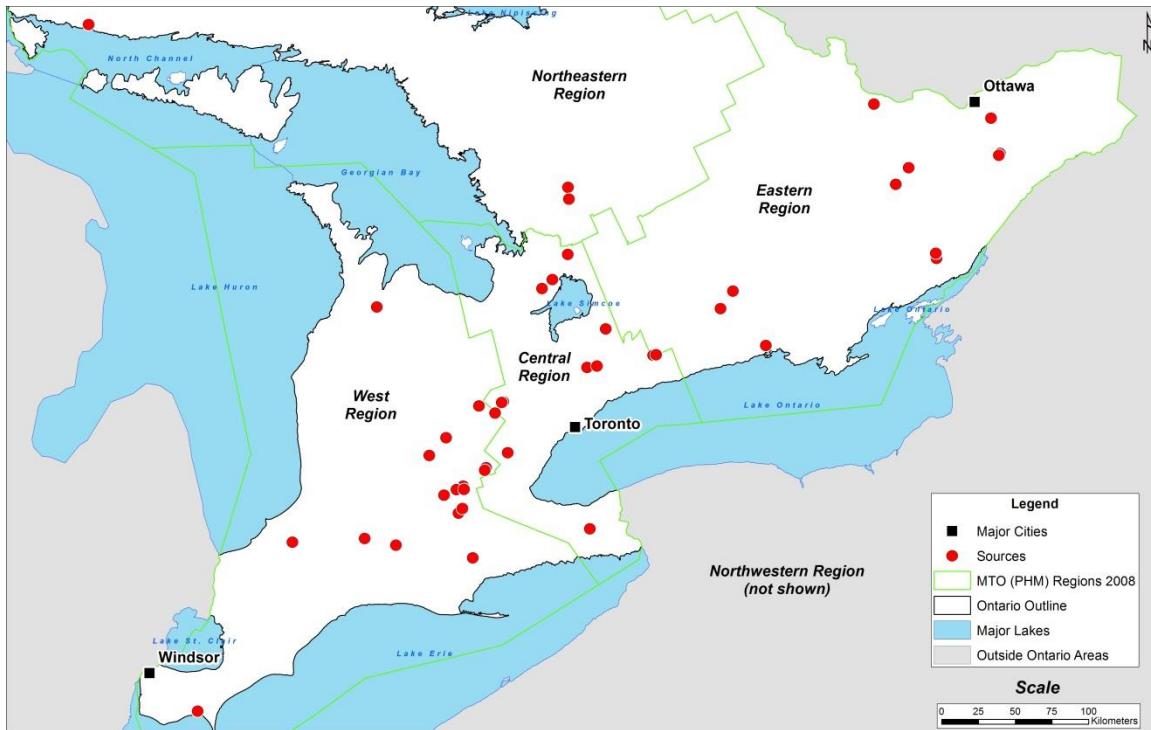 Lake Nipissing
North Channel
Northeastern
Region
Ottawa
Georgian Bay
Eastern
Region
Lake Huron
Lake Simcoe
Lake Ontario
Central
Region
West
Region
Lake Ontario
Toronto
Northwestern Region
(not shown)
Lake St. Clair
Windsor
Lake Erie
Legend
Major Cities
Sources
MTO (PHM) Regions 2008
Ontario Outline
Major Lakes
Outside Ontario Areas
Scale
0 25 50 75 100
Kilometers